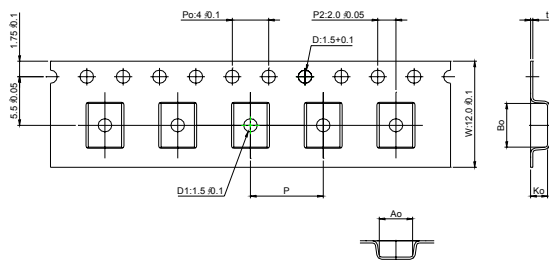 Po:4 ±0.1
P2:2.0 ±0.05
t
1.75 ±0.1
D:1.5+0.1
5.5 ±0.05
W:12.0 ±0.1
Bo
D1:1.5 ±0.1
P
Ko
Ao